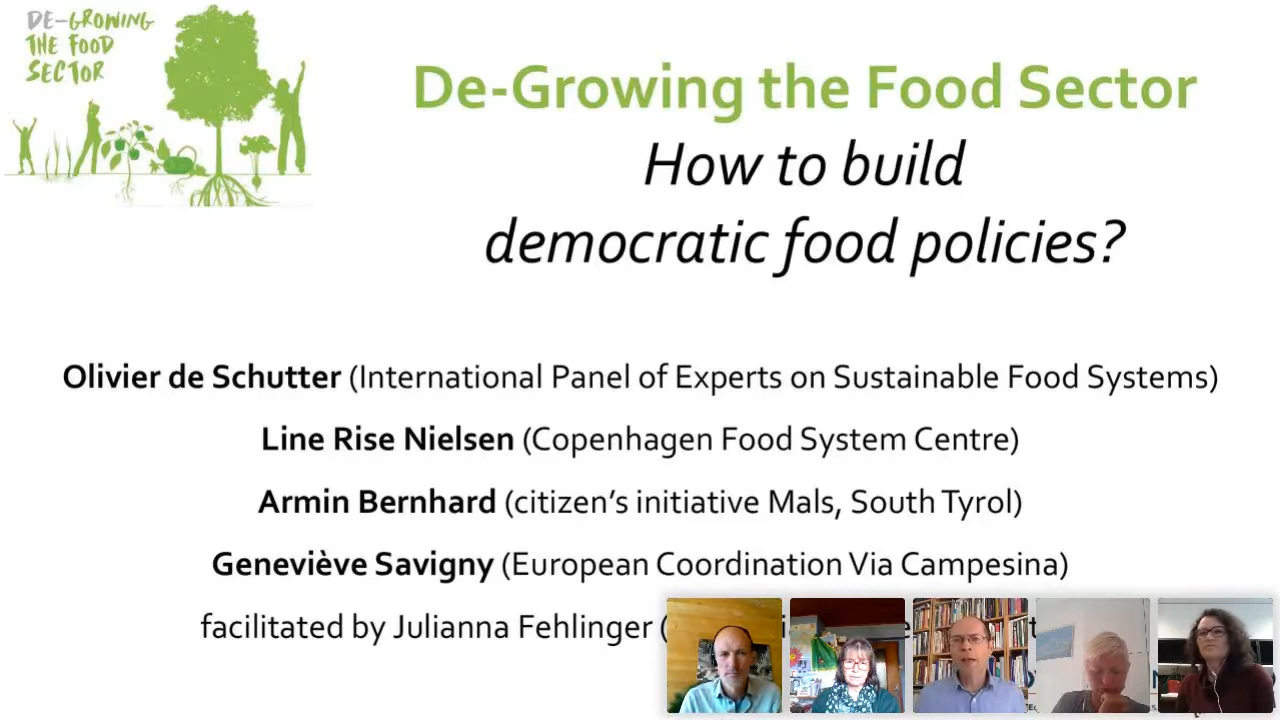 DE-GROWING
THE FOOD
SECTOR
De-Growing the Food Sector
How to build
democratic food policies?
Olivier de Schutter (International Panel of Experts on Sustainable Food Systems)
Line Rise Nielsen (Copenhagen Food System Centre)
Armin Bernhard (citizen’s initiative Mals, South Tyrol)
Geneviève Savigny (European Coordination Via Campesina)
facilitated by Julianna Fehlinger (